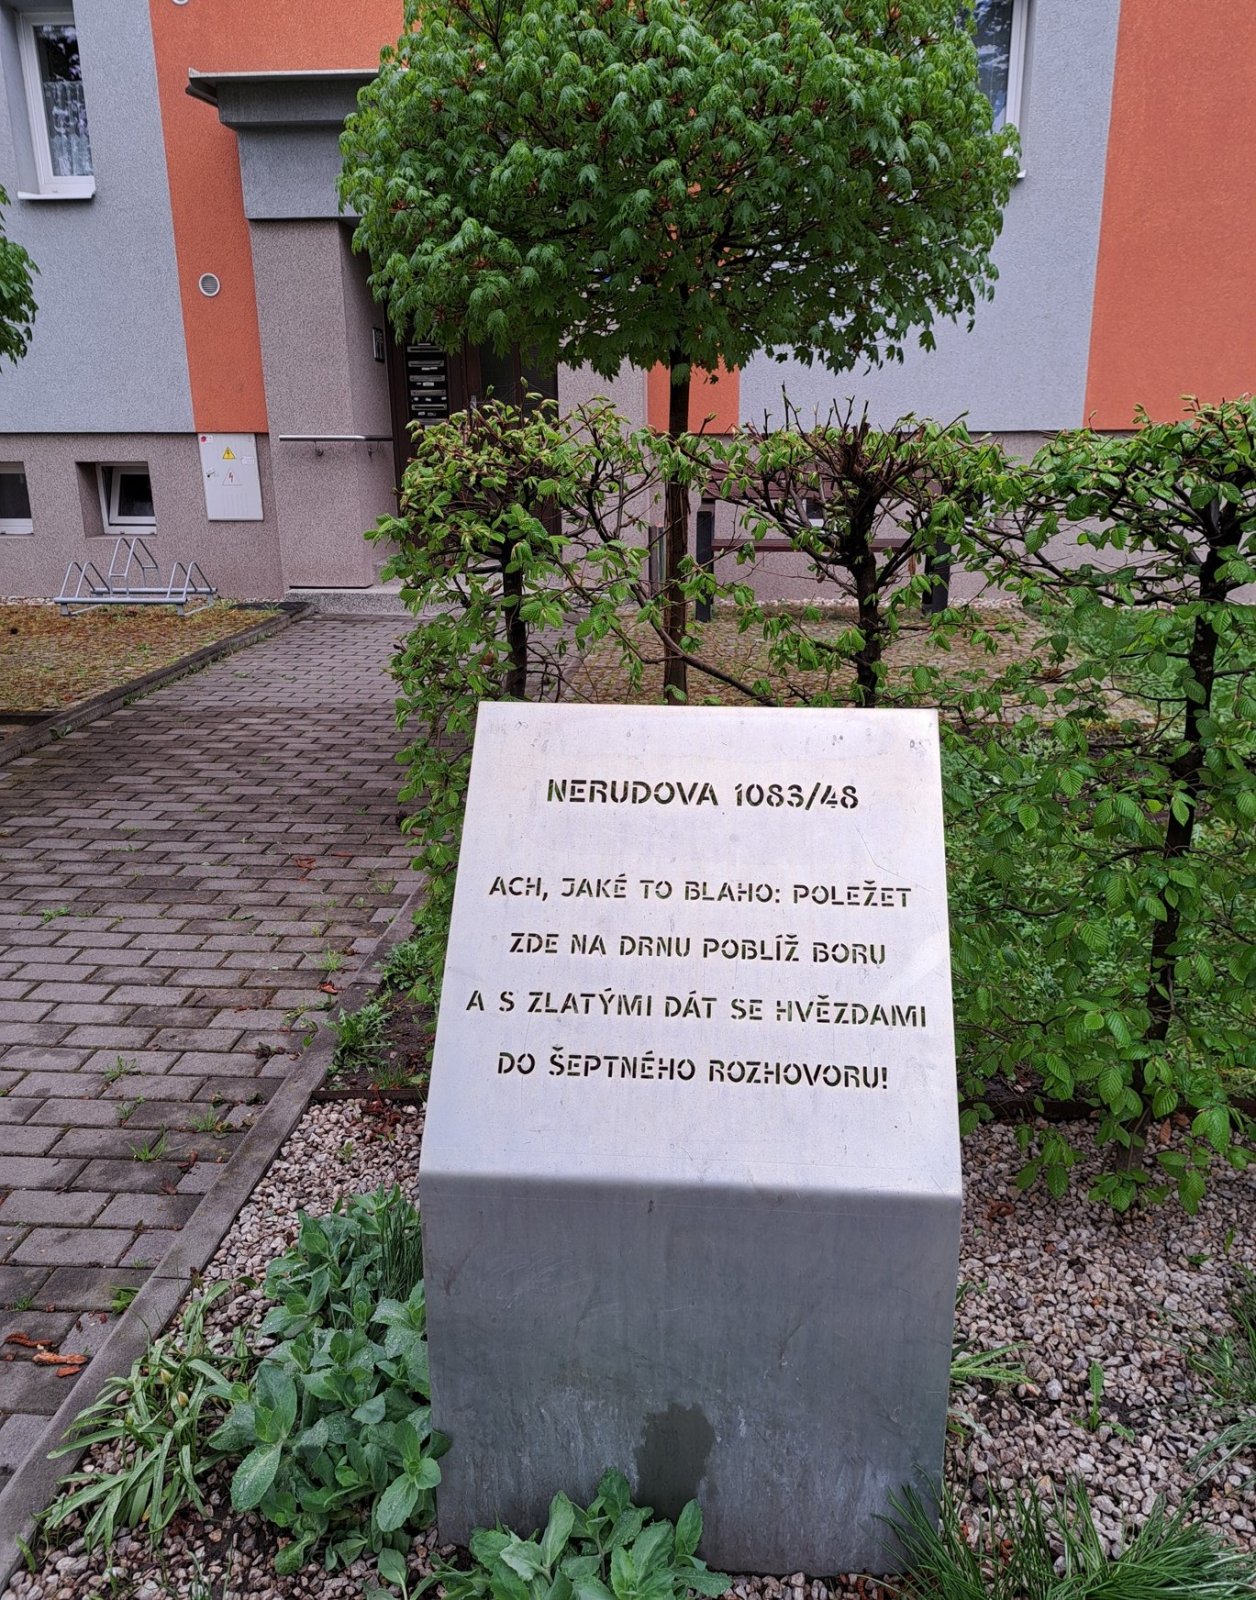 NERUDOVA 1083/48
ACH, JAKÉ TO BLAHO: POLEŽET
ZDE NA DRNU POBLÍŽ BORU
A S ZLATÝMI DÁT SE HVĚZDAMI
DO ŠEPTNÉHO ROZHOVORU!